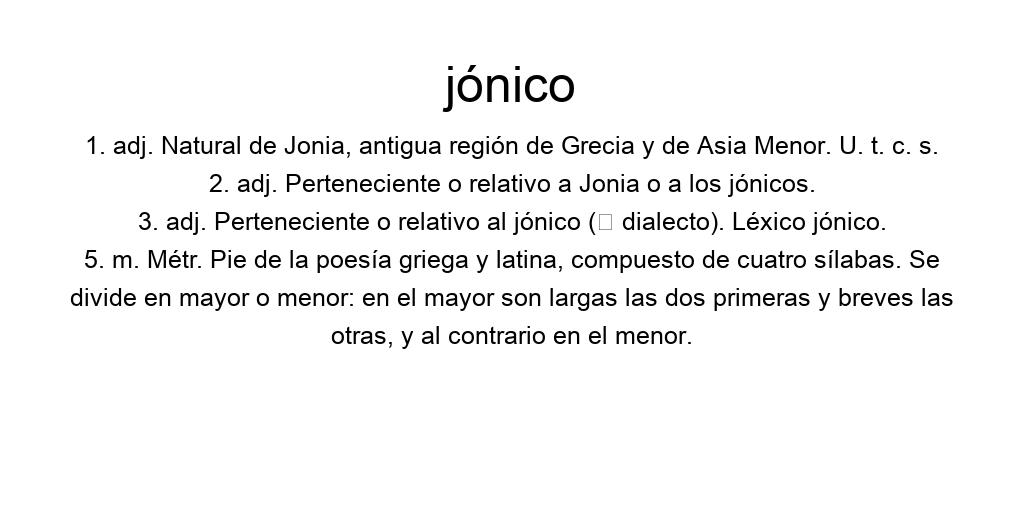 jónico
1. adj. Natural de Jonia, antigua región de Grecia y de Asia Menor. U. t. c. s.
2. adj. Perteneciente o relativo a Jonia o a los jónicos.
3. adj. Perteneciente o relativo al jónico (□ dialecto). Léxico jónico.
5. m. Métr. Pie de la poesía griega y latina, compuesto de cuatro sílabas. Se
divide en mayor o menor: en el mayor son largas las dos primeras y breves las
otras, y al contrario en el menor.